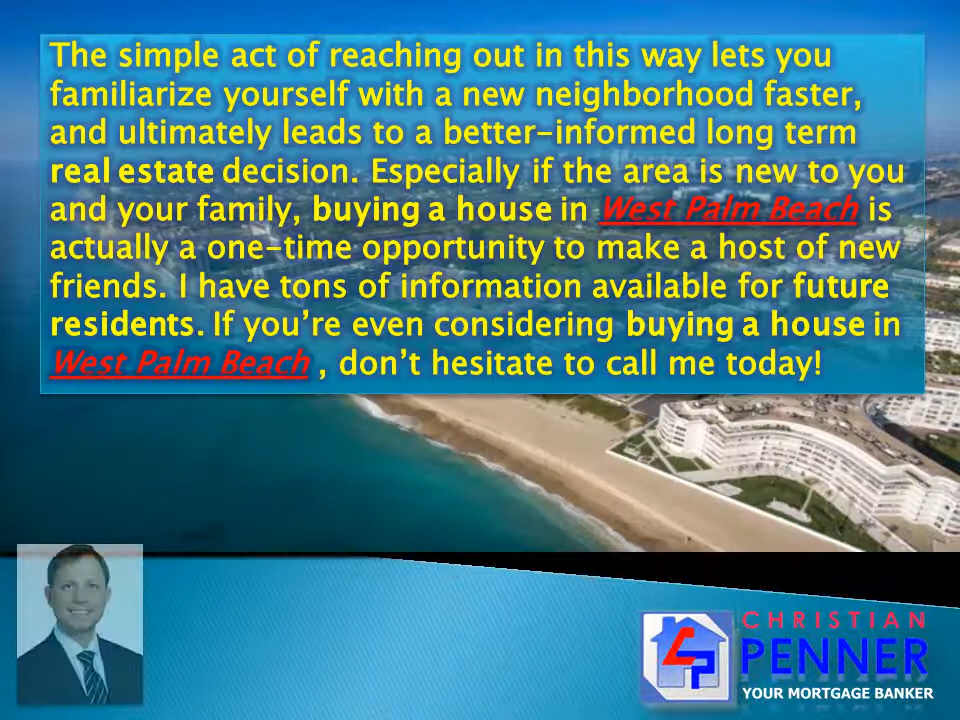 The simple act of reaching out in this way lets you
familiarize yourself with a new neighborhood faster,
and ultimately leads to a better-informed long term
real estate decision. Especially if the area is new to you
and your family, buying a house in West Palm Beach is
actually a one-time opportunity to make a host of new
friends. I have tons of information available for future
residents. If you’re even considering buying a house in
West Palm Beach , don’t hesitate to call me today!
CP
CHRISTIAN
PENNER
YOUR MORTGAGE BANKER